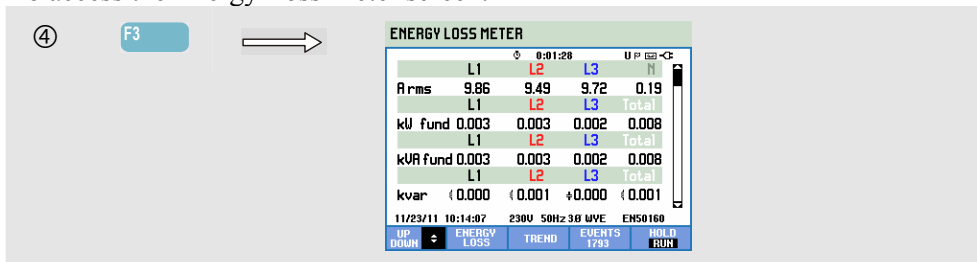 ④ F3
ENERGY LOSS METER
0:01:28
L1 L2 L3 N
A rms 9.86 9.49 9.72 0.19
L1 L2 L3 Total
kW fund 0.003 0.003 0.002 0.008
L1 L2 L3 Total
kVA fund 0.003 0.003 0.002 0.008
L1 L2 L3 Total
kvar 0.000 0.001 0.000 0.001
11/23/11 10:14:07 230V 50Hz 3.0 WYE EN50160
UP DOWN ENERGY LOSS TREND EVENTS 1793 HOLD RUN